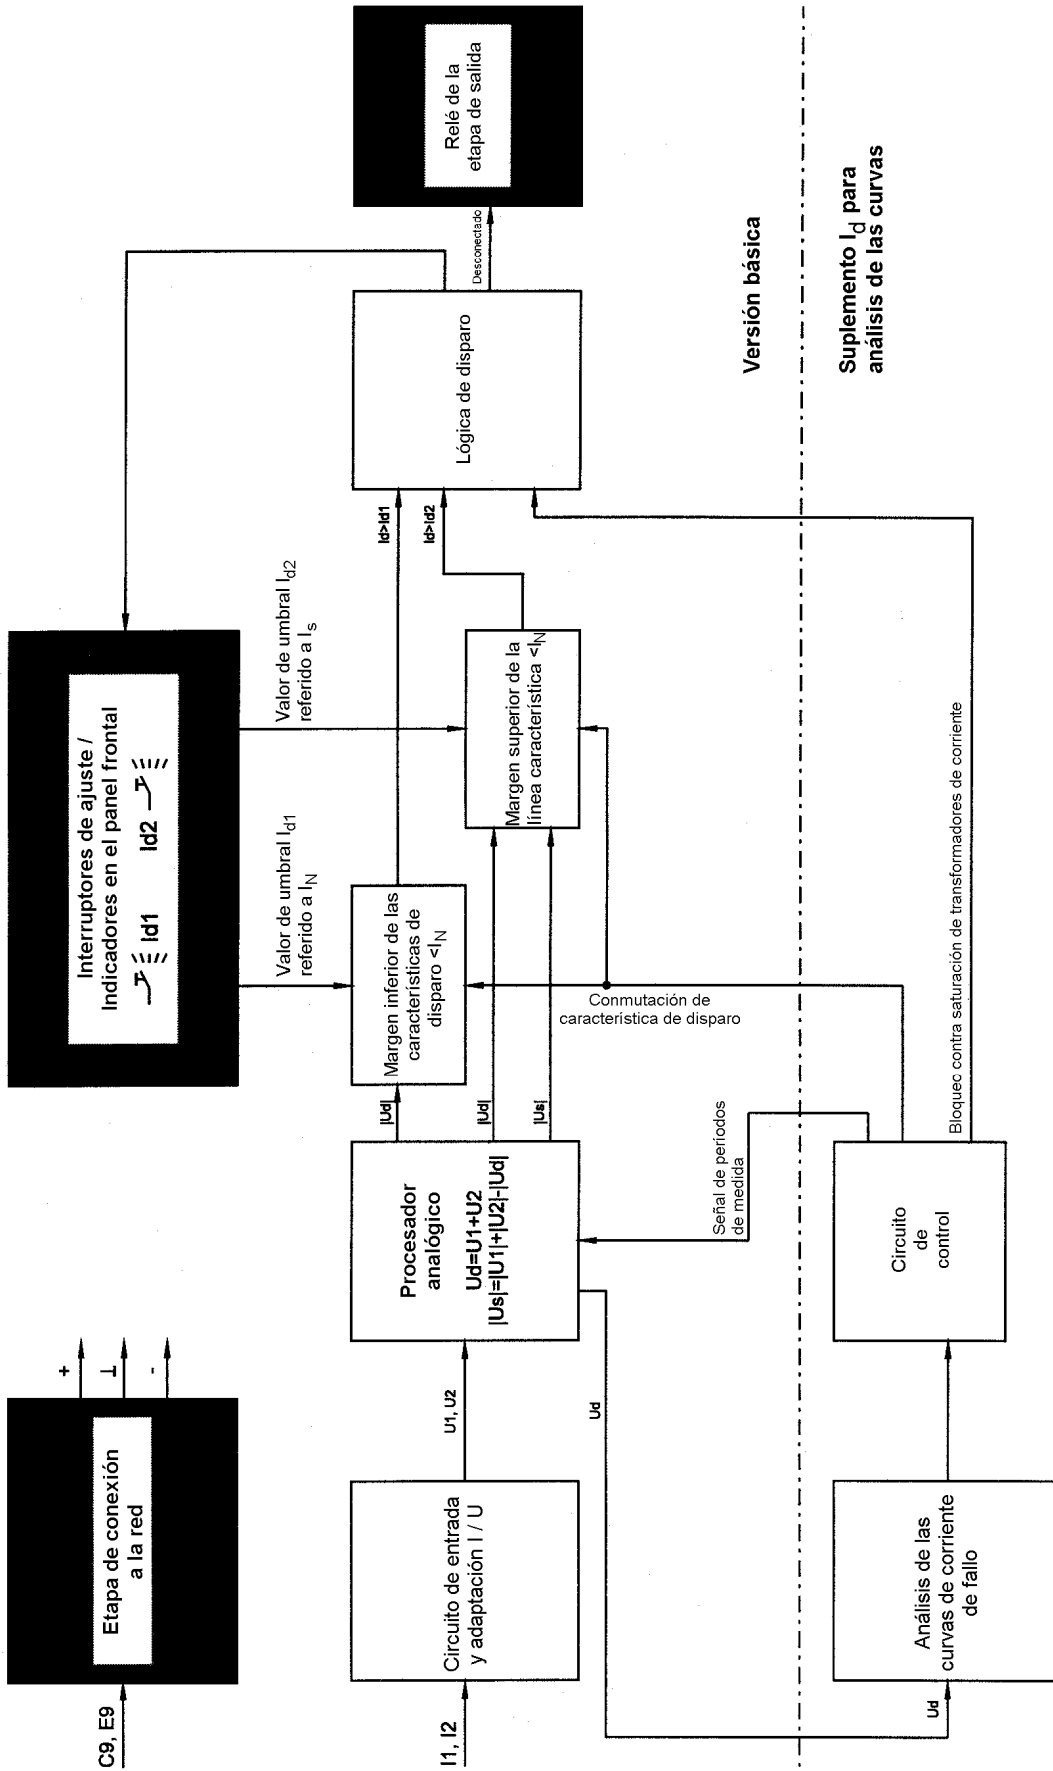 C9, E9
Etapa de conexión
a la red
+
⊥
-
Interruptores de ajuste /
Indicadores en el panel frontal
Id1
Id2
Valor de umbral Id1
referido a IN
Valor de umbral Id2
referido a Is
I1, I2
Circuito de entrada
y adaptación I / U
U1, U2
Procesador
analógico
Ud=U1+U2
|Us|=|U1|+|U2|-|Ud|
|Ud|
|Ud|
|Us|
Margen inferior de las
características de
disparo <IN
Margen superior de la
línea característica <IN
Id>Id1
Id>Id2
Lógica de disparo
Desconectado
Relé de la
etapa de salida
Ud
Conmutación de
característica de disparo
Señal de períodos
de medida
Versión básica
Suplemento Id para
análisis de las curvas
Ud
Análisis de las
curvas de corriente
de fallo
Circuito
de
control
Bloquec contra saturación de transformadores de corriente